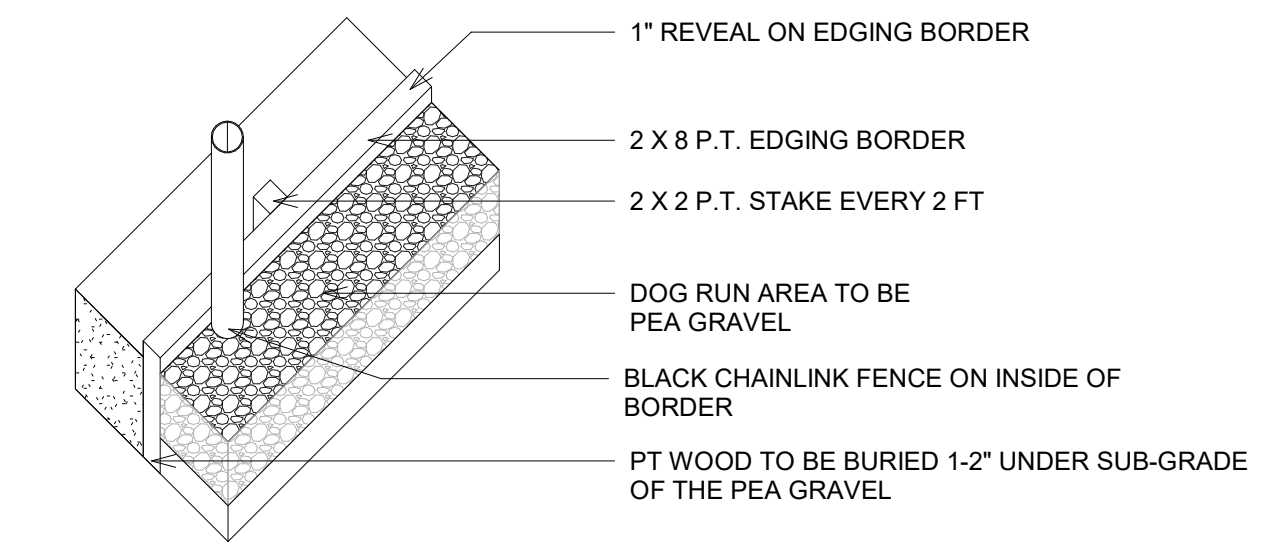 1" REVEAL ON EDGING BORDER
2 X 8 P.T. EDGING BORDER
2 X 2 P.T. STAKE EVERY 2 FT
DOG RUN AREA TO BE
PEA GRAVEL
BLACK CHAINLINK FENCE ON INSIDE OF
BORDER
PT WOOD TO BE BURIED 1-2" UNDER SUB-GRADE
OF THE PEA GRAVEL